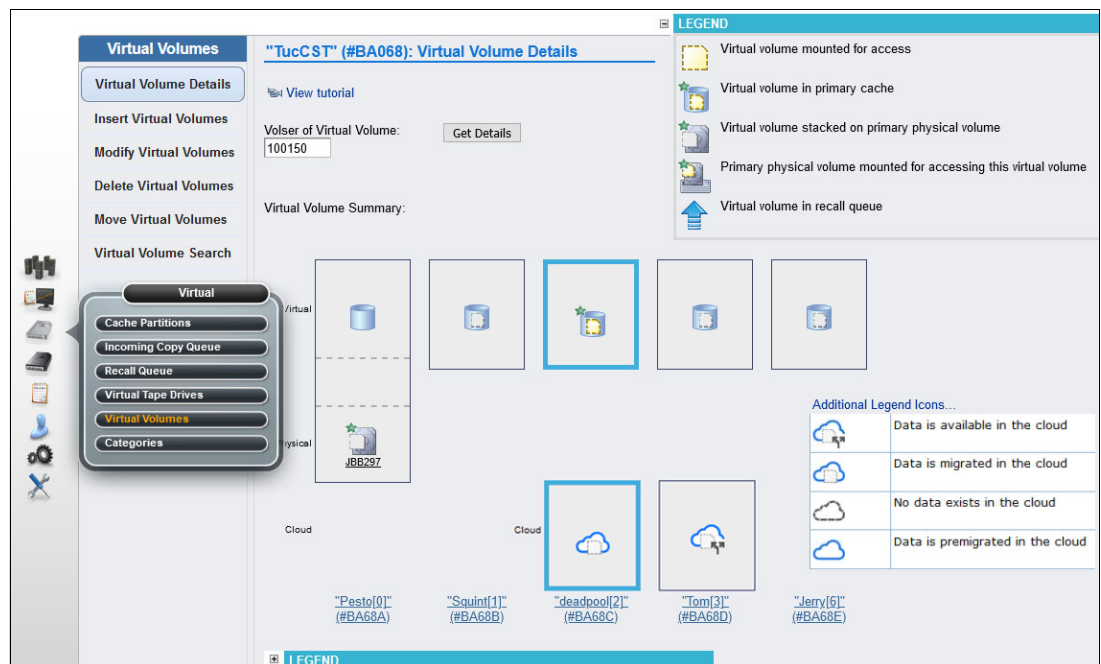 LEGEND
Virtual volume mounted for access
Virtual volume in primary cache
Virtual volume stacked on primary physical volume
Primary physical volume mounted for accessing this virtual volume
Virtual volume in recall queue
Virtual Volumes
Virtual Volume Details
Insert Virtual Volumes
Modify Virtual Volumes
Delete Virtual Volumes
Move Virtual Volumes
Virtual Volume Search
"TucCST" (#BA068): Virtual Volume Details
View tutorial
Volser of Virtual Volume:
Get Details
100150
Virtual Volume Summary:
Virtual
Cache Partitions
Incoming Copy Queue
Recall Queue
Virtual Tape Drives
Virtual Volumes
Categories
JBB297
Cloud
Cloud
Additional Legend Icons...
Data is available in the cloud
Data is migrated in the cloud
No data exists in the cloud
Data is premigrated in the cloud
"Pesto[0]"
(#BA68A)
"Squint[1]"
(#BA68B)
"deadpool[2]"
(#BA68C)
"Tom[3]"
(#BA68D)
"Jerry[6]"
(#BA68E)
LEGEND